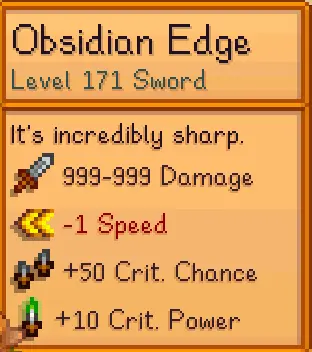 Obsidian Edge
Level 171 Sword
It's incredibly sharp.
999-999 Damage
-1 Speed
+50 Crit. Chance
+10 Crit. Power